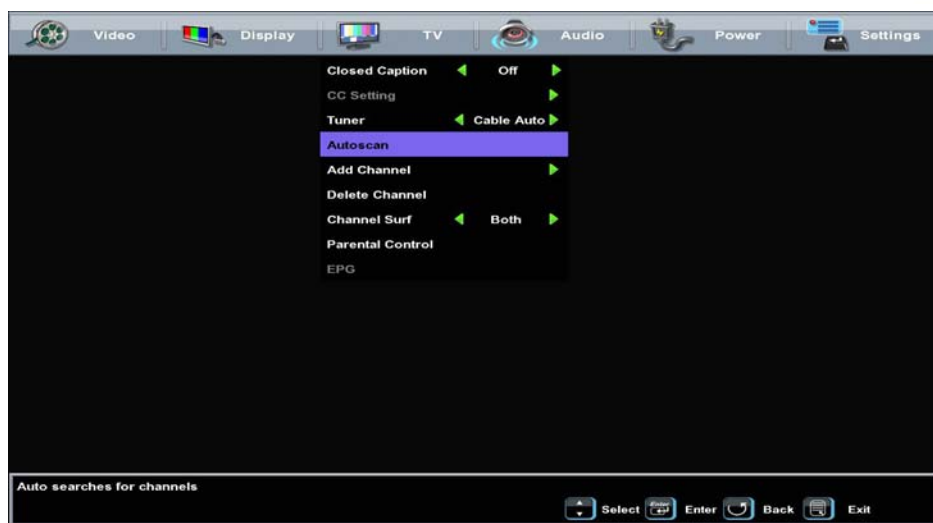 Video Display TV Audio Power Settings
Closed Caption Off
CC Setting
Tuner Cable Auto
Autoscan
Add Channel
Delete Channel
Channel Surf Both
Parental Control
EPG
Auto searches for channels
Select Enter Enter Back Exit